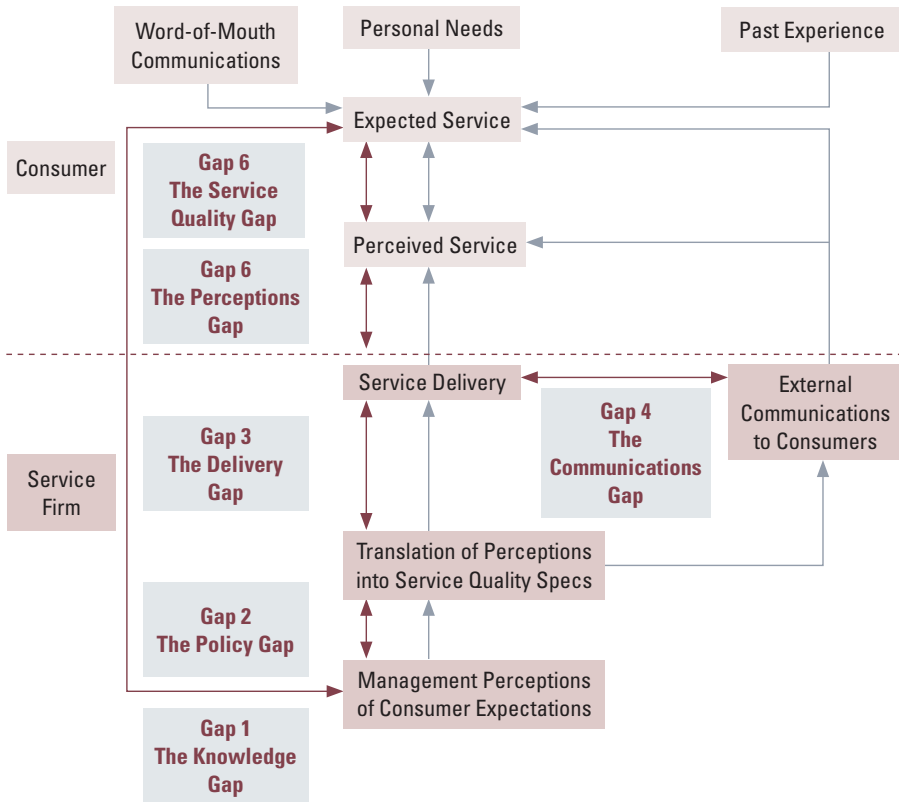 Word-of-Mouth
Communications
Personal Needs
Past Experience
Expected Service
Consumer
Gap 6
The Service
Quality Gap
Perceived Service
Gap 6
The Perceptions
Gap
Service Delivery
External
Communications
to Consumers
Gap 4
The
Communications
Gap
Gap 3
The Delivery
Gap
Service
Firm
Translation of Perceptions
into Service Quality Specs
Gap 2
The Policy Gap
Management Perceptions
of Consumer Expectations
Gap 1
The Knowledge
Gap